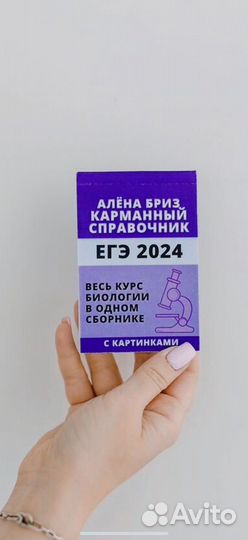 АЛЁНА БРИЗ
КАРМАННЫЙ
СПРАВОЧНИК
ЕГЭ 2024
ВЕСЬ КУРС
БИОЛОГИИ
В ОДНОМ
СБОРНИКЕ
С КАРТИНКАМИ
Avito